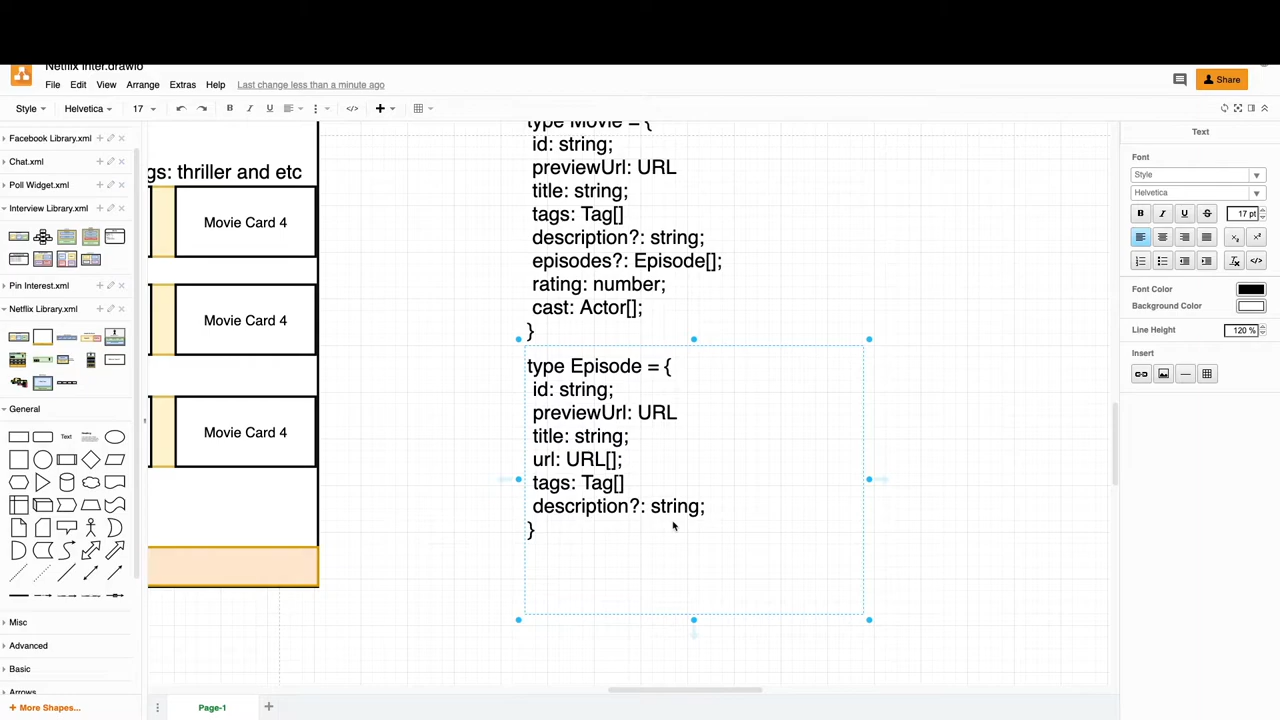 Netflix Inter.drawio
File Edit View Arrange Extras Help Last change less than a minute ago
Share
Style Helvetica 17 B I U
Facebook Library.xml
Chat.xml
Poll Widget.xml
Interview Library.xml
Pin Interest.xml
Netflix Library.xml
General
Text
Misc
Advanced
Basic
Arrows
+ More Shapes...
gs: thriller and etc
Movie Card 4
Movie Card 4
Movie Card 4
type Movie = {
id: string;
previewUrl: URL
title: string;
tags: Tag[]
description?: string;
episodes?: Episode[];
rating: number;
cast: Actor[];
}
type Episode = {
id: string;
previewUrl: URL
title: string;
url: URL[];
tags: Tag[]
description?: string;
}
Text
Font
Style
Helvetica
B I U S 17 pt
Font Color
Background Color
Line Height 120 %
Insert
Page-1